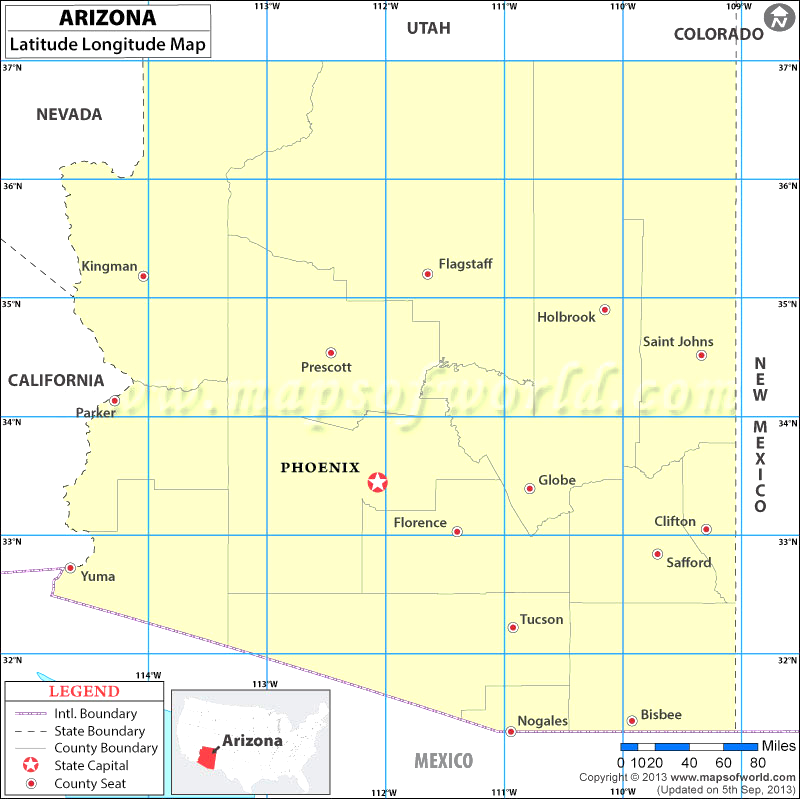 ARIZONA
Latitude Longitude Map
113°W
112°W
111°W
110°W
109°W
N
UTAH
COLORADO
37°N
37°N
NEVADA
36°N
36°N
Kingman
Flagstaff
35°N
35°N
Holbrook
Saint Johns
Prescott
CALIFORNIA
NEW MEXICO
www.mapsofworld.com
Parker
34°N
34°N
PHOENIX
Globe
Florence
Clifton
33°N
33°N
Safford
Yuma
Tucson
32°N
32°N
114°W
113°W
LEGEND
Intl. Boundary
State Boundary
County Boundary
State Capital
County Seat
Arizona
Nogales
Bisbee
MEXICO
Miles
0 10 20 40 60 80
Copyright © 2013 www.mapsofworld.com
(Updated on 5th Sep, 2013)
112°W
111°W
110°W
109°W